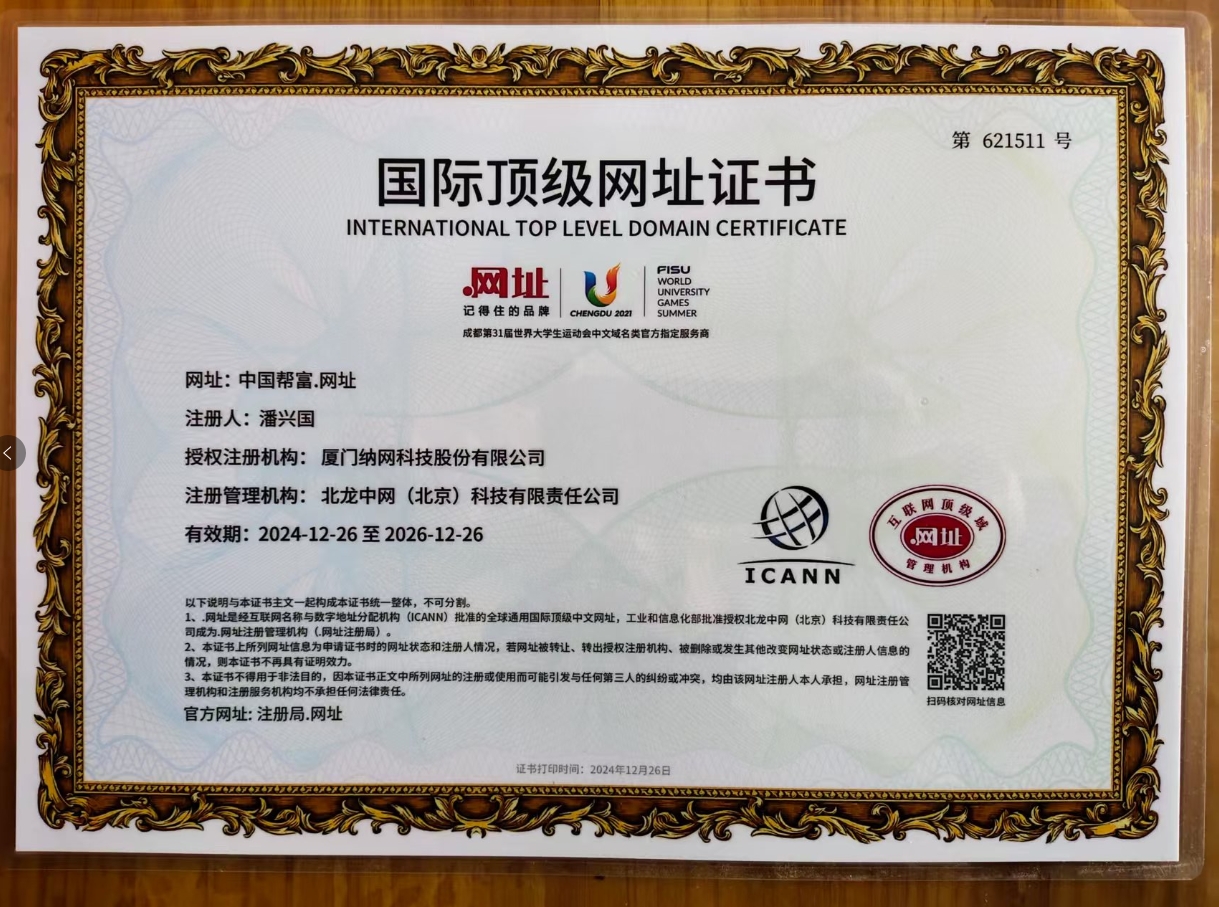 第 621511 号
国际顶级网址证书
INTERNATIONAL TOP LEVEL DOMAIN CERTIFICATE
.网址
记得住的品牌
CHENGDU 2021
FISU
WORLD
UNIVERSITY
GAMES
SUMMER
成都第31届世界大学生运动会中文域名类官方指定服务商
网址：中国帮富.网址
注册人：潘兴国
授权注册机构： 厦门纳网科技股份有限公司
注册管理机构： 北龙中网（北京）科技有限责任公司
有效期：2024-12-26 至 2026-12-26
ICANN
互联网顶级域
.网址
管理机构
以下说明与本证书主文一起构成本证书统一整体，不可分割。
1、.网址是经互联网名称与数字地址分配机构（ICANN）批准的全球通用国际顶级中文网址，工业和信息化部批准授权北龙中网（北京）科技有限责任公
司成为.网址注册管理机构（.网址注册局）。
2、本证书上所列网址信息为申请证书时的网址状态和注册人情况，若网址被转让、转出授权注册机构、被删除或发生其他改变网址状态或注册人信息的
情况，则本证书不再具有证明效力。
3、本证书不得用于非法目的，因本证书正文中所列网址的注册或使用而可能引发与任何第三人的纠纷或冲突，均由该网址注册人本人承担，网址注册管
理机构和注册服务机构均不承担任何法律责任。
官方网址: 注册局.网址
扫码核对网址信息
证书打印时间：2024年12月26日